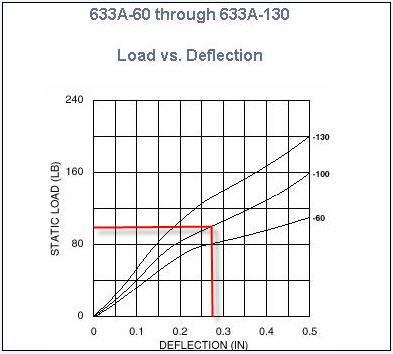 633A-60 through 633A-130
Load vs. Deflection
240
160
80
0
STATIC LOAD (LB)
-130
-100
-60
0 0.1 0.2 0.3 0.4 0.5
DEFLECTION (IN)